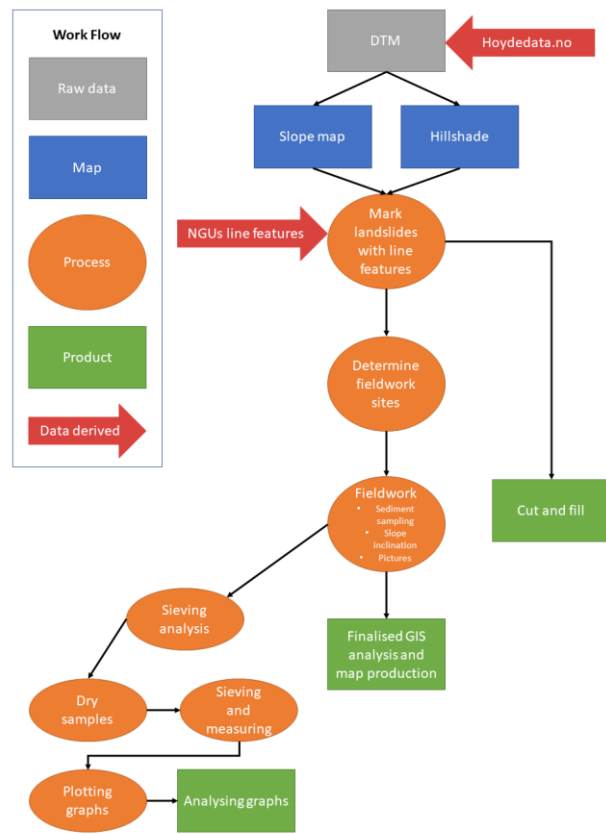 Work Flow
Raw data
Map
Process
Product
Data derived
DTM
Hoydedata.no
Slope map
Hillshade
NGUs line features
Mark
landslides
with line
features
Determine
fieldwork
sites
Fieldwork
• Sediment
sampling
• Slope
inclination
• Pictures
Cut and fill
Sieving
analysis
Finalised GIS
analysis and
map production
Dry
samples
Sieving
and
measuring
Plotting
graphs
Analysing graphs